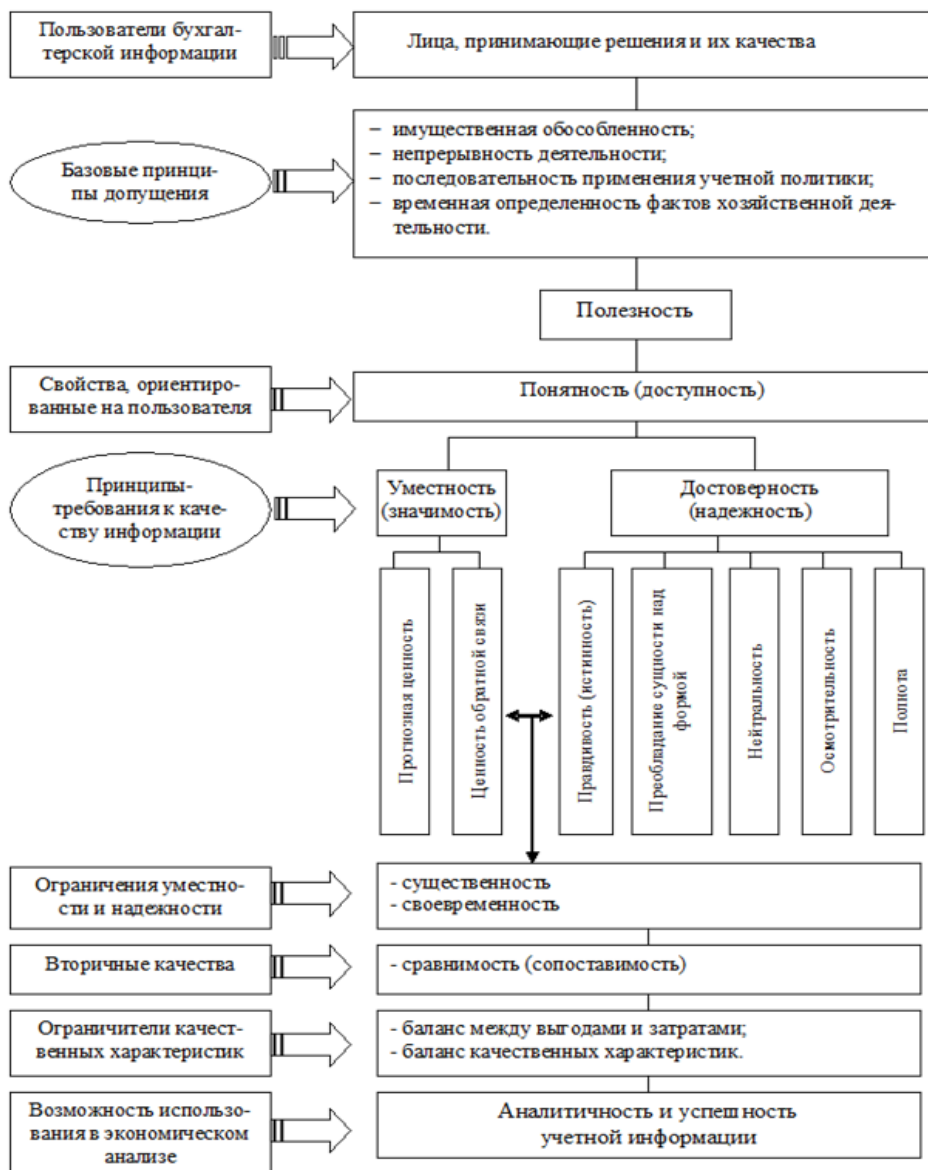 Пользователи бухгал-
терской информации
Лица, принимающие решения и их качества
Базовые принци-
пы допущения
– имущественная обособленность;
– непрерывность деятельности;
– последовательность применения учетной политики;
– временная определенность фактов хозяйственной дея-
тельности.
Полезность
Свойства, ориентиро-
ванные на пользователя
Понятность (доступность)
Принципы-
требования к каче-
ству информации
Уместность
(значимость)
Достоверность
(надежность)
Прогнозная ценность
Ценность обратной связи
Правдивость (истинность)
Преобладание сущности над
формой
Нейтральность
Осмотрительность
Полнота
Ограничения уместно-
сти и надежности
- существенность
- своевременность
Вторичные качества
- сравнимость (сопоставимость)
Ограничители качест-
венных характеристик
- баланс между выгодами и затратами;
- баланс качественных характеристик.
Возможность использо-
вания в экономическом
анализе
Аналитичность и успешность
учетной информации